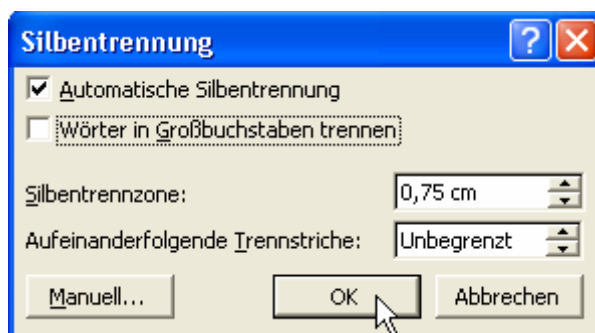 Silbentrennung
Automatische Silbentrennung
Wörter in Großbuchstaben trennen
Silbentrennzone: 0,75 cm
Aufeinanderfolgende Trennstriche: Unbegrenzt
Manuell... OK Abbrechen